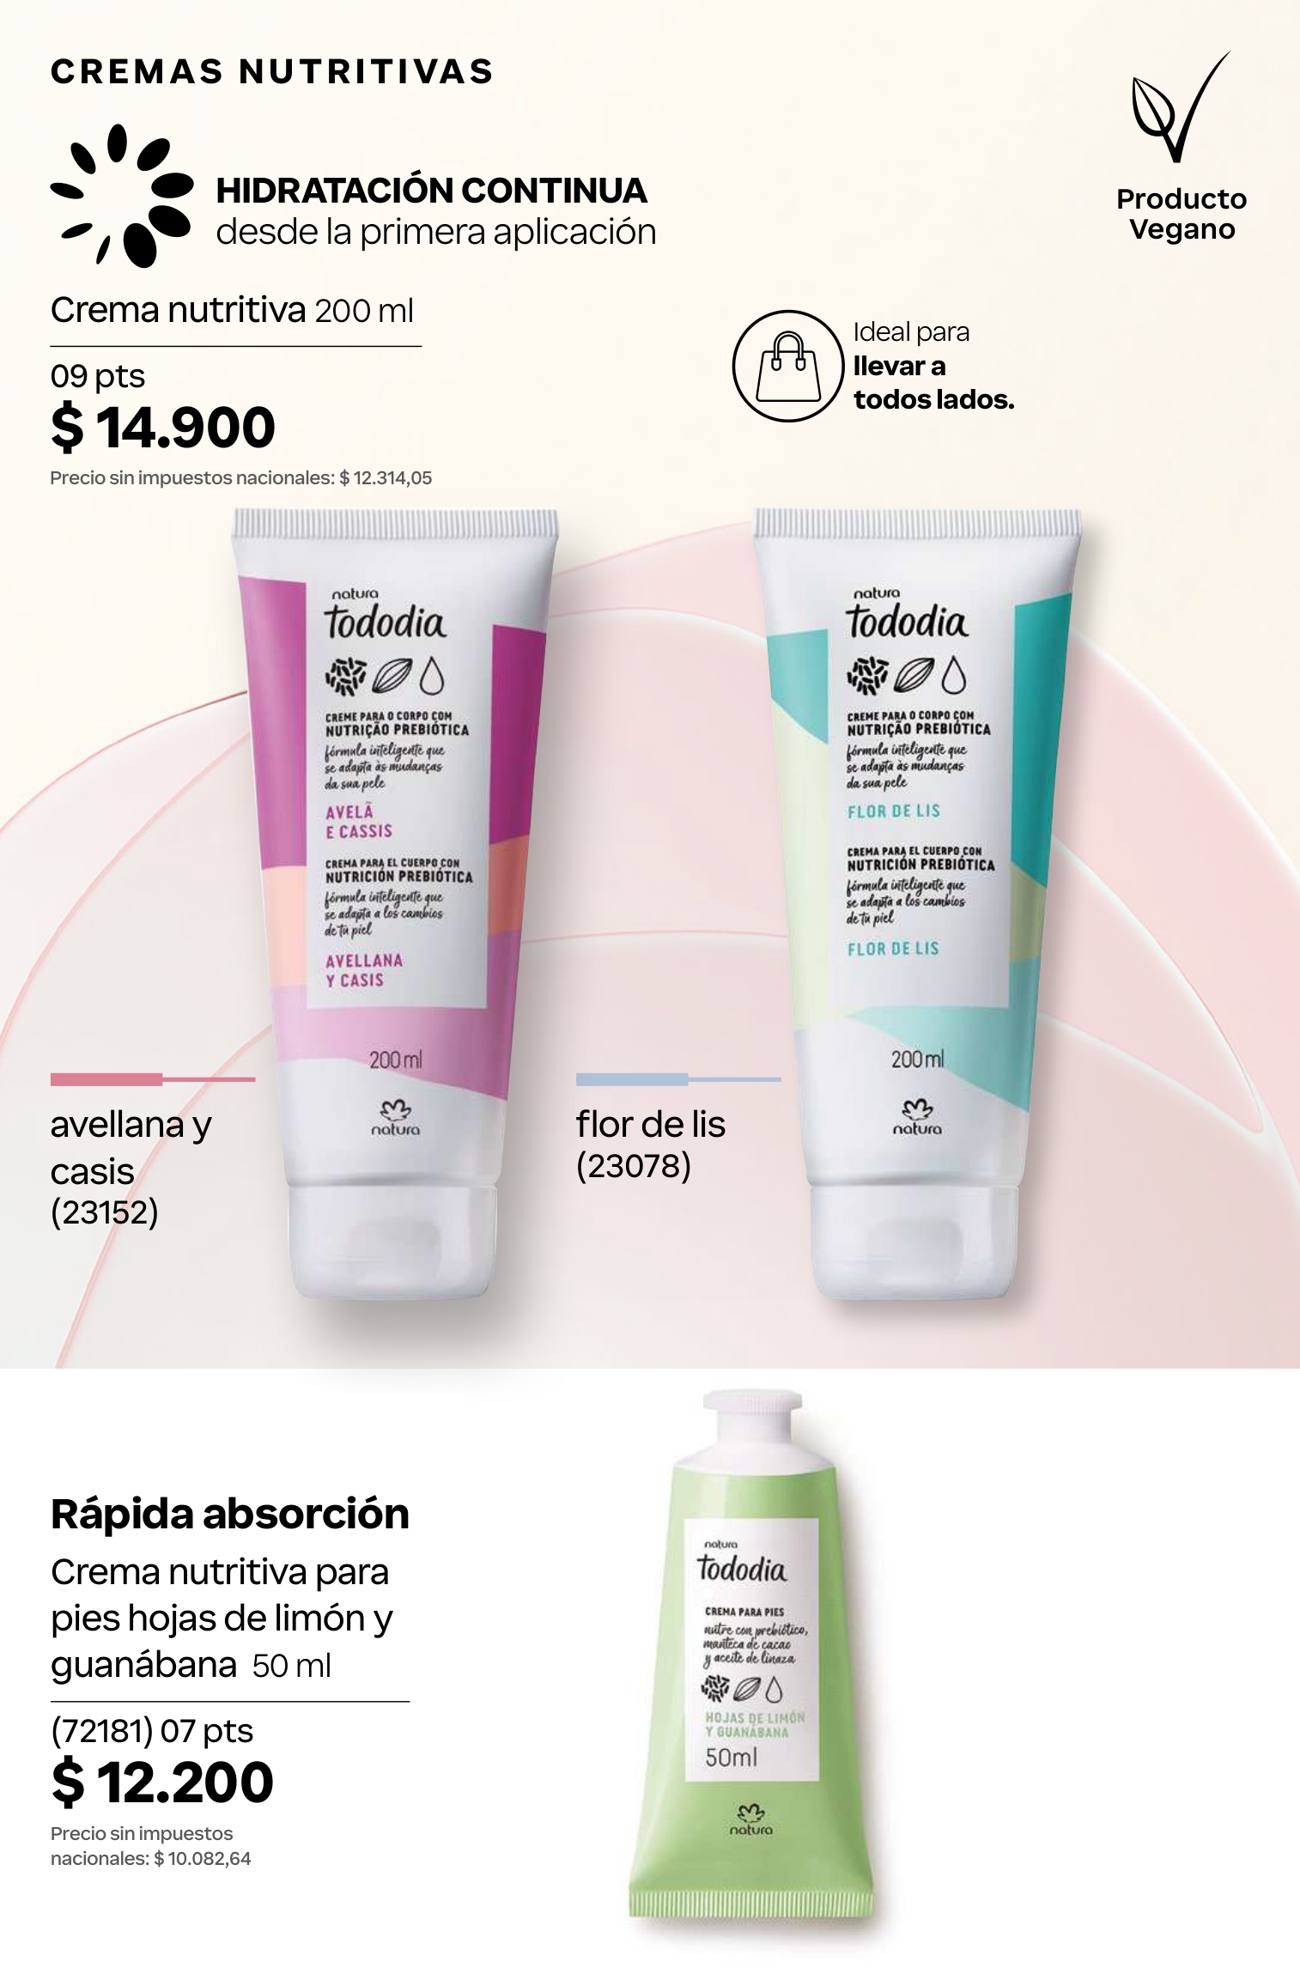 CREMAS NUTRITIVAS
HIDRATACIÓN CONTINUA
desde la primera aplicación
Producto
Vegano
Crema nutritiva 200 ml
09 pts
$ 14.900
Precio sin impuestos nacionales: $ 12.314,05
Ideal para
llevar a
todos lados.
natura
Tododia
CREME PARA O CORPO COM
NUTRIÇÃO PREBIÓTICA
fórmula inteligente que
se adapta às mudanças
da sua pele
AVELÃ
E CASSIS
CREMA PARA EL CUERPO CON
NUTRICIÓN PREBIÓTICA
fórmula inteligente que
se adapta a los cambios
de tu piel
AVELLANA
Y CASIS
200 ml
natura
natura
Tododia
CREME PARA O CORPO COM
NUTRIÇÃO PREBIÓTICA
fórmula inteligente que
se adapta às mudanças
da sua pele
FLOR DE LIS
CREMA PARA EL CUERPO CON
NUTRICIÓN PREBIÓTICA
fórmula inteligente que
se adapta a los cambios
de tu piel
FLOR DE LIS
200 ml
natura
avellana y
casis
(23152)
flor de lis
(23078)
Rápida absorción
Crema nutritiva para
pies hojas de limón y
guanábana 50 ml
(72181) 07 pts
$ 12.200
Precio sin impuestos
nacionales: $ 10.082,64
natura
Tododia
CREMA PARA PIES
nutre con prebiótico,
manteca de cacao
y aceite de linaza
HOJAS DE LIMÓN
Y GUANÁBANA
50ml
natura